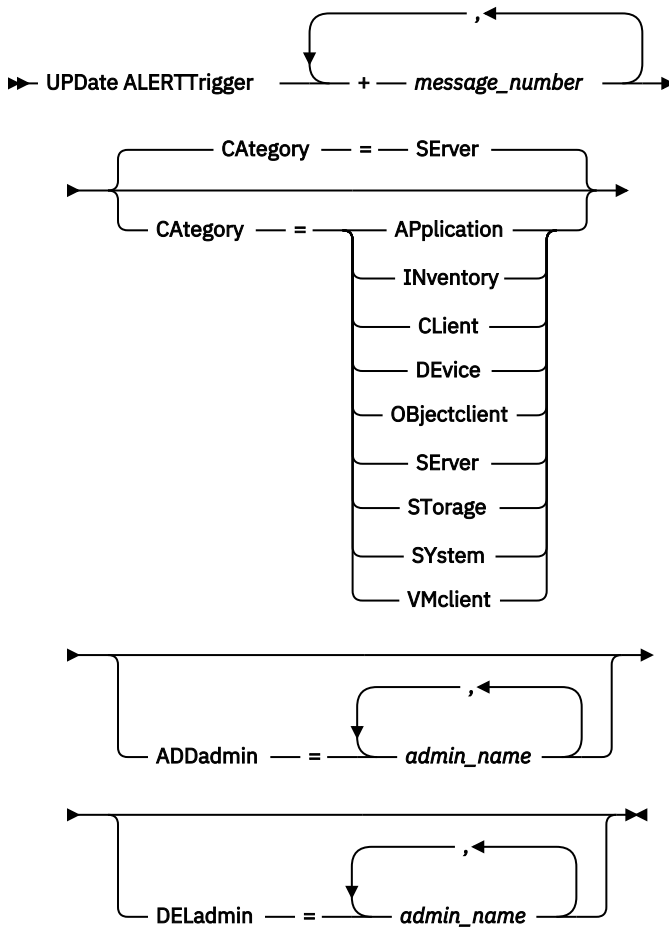 ,
UPDate ALERTTrigger + message_number
CAtegory = SErver
CAtegory = APplication
INventory
CLient
DEvice
OBjectclient
SErver
STorage
SYstem
VMclient
,
ADDadmin = admin_name
,
DELadmin = admin_name